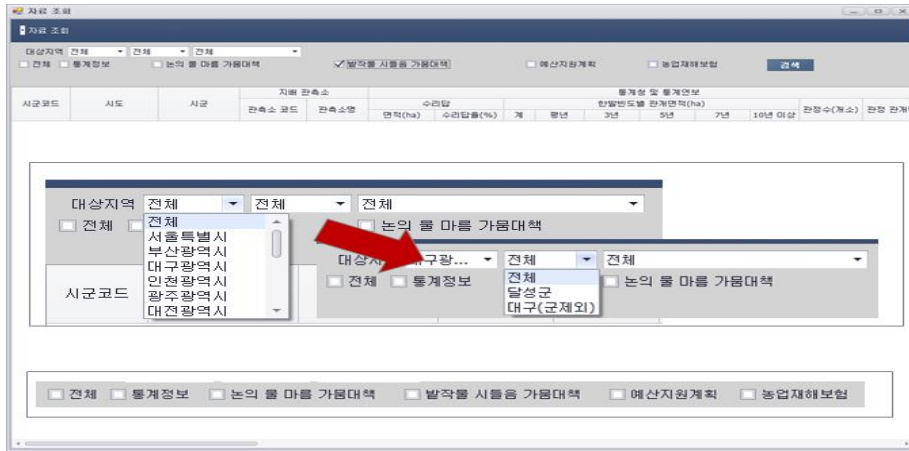 자료 조회
자료 조회
대상지역 전체 전체 전체
전체 통계정보 논의 물 마름 가뭄대책 밭작물 시들음 가뭄대책 예산지원계획 농업재해보험 검색
지배 관측소 통계청 및 통계연보
시군코드 시도 시군 관측소 코드 관측소명 수리답 한발빈도별 관개면적(ha) 관정수(개소) 관정 관개
면적(ha) 수리답율(%) 계 평년 3년 5년 7년 10년 이상
대상지역 전체 전체 전체
전체 논의 물 마름 가뭄대책
전체
서울특별시
부산광역시
대구광역시
인천광역시
광주광역시
대전광역시
시군코드
대상 구광... 전체 전체
전체 통계정보 논의 물 마름 가뭄대책
전체
달성군
대구(군제외)
전체 통계정보 논의 물 마름 가뭄대책 밭작물 시들음 가뭄대책 예산지원계획 농업재해보험